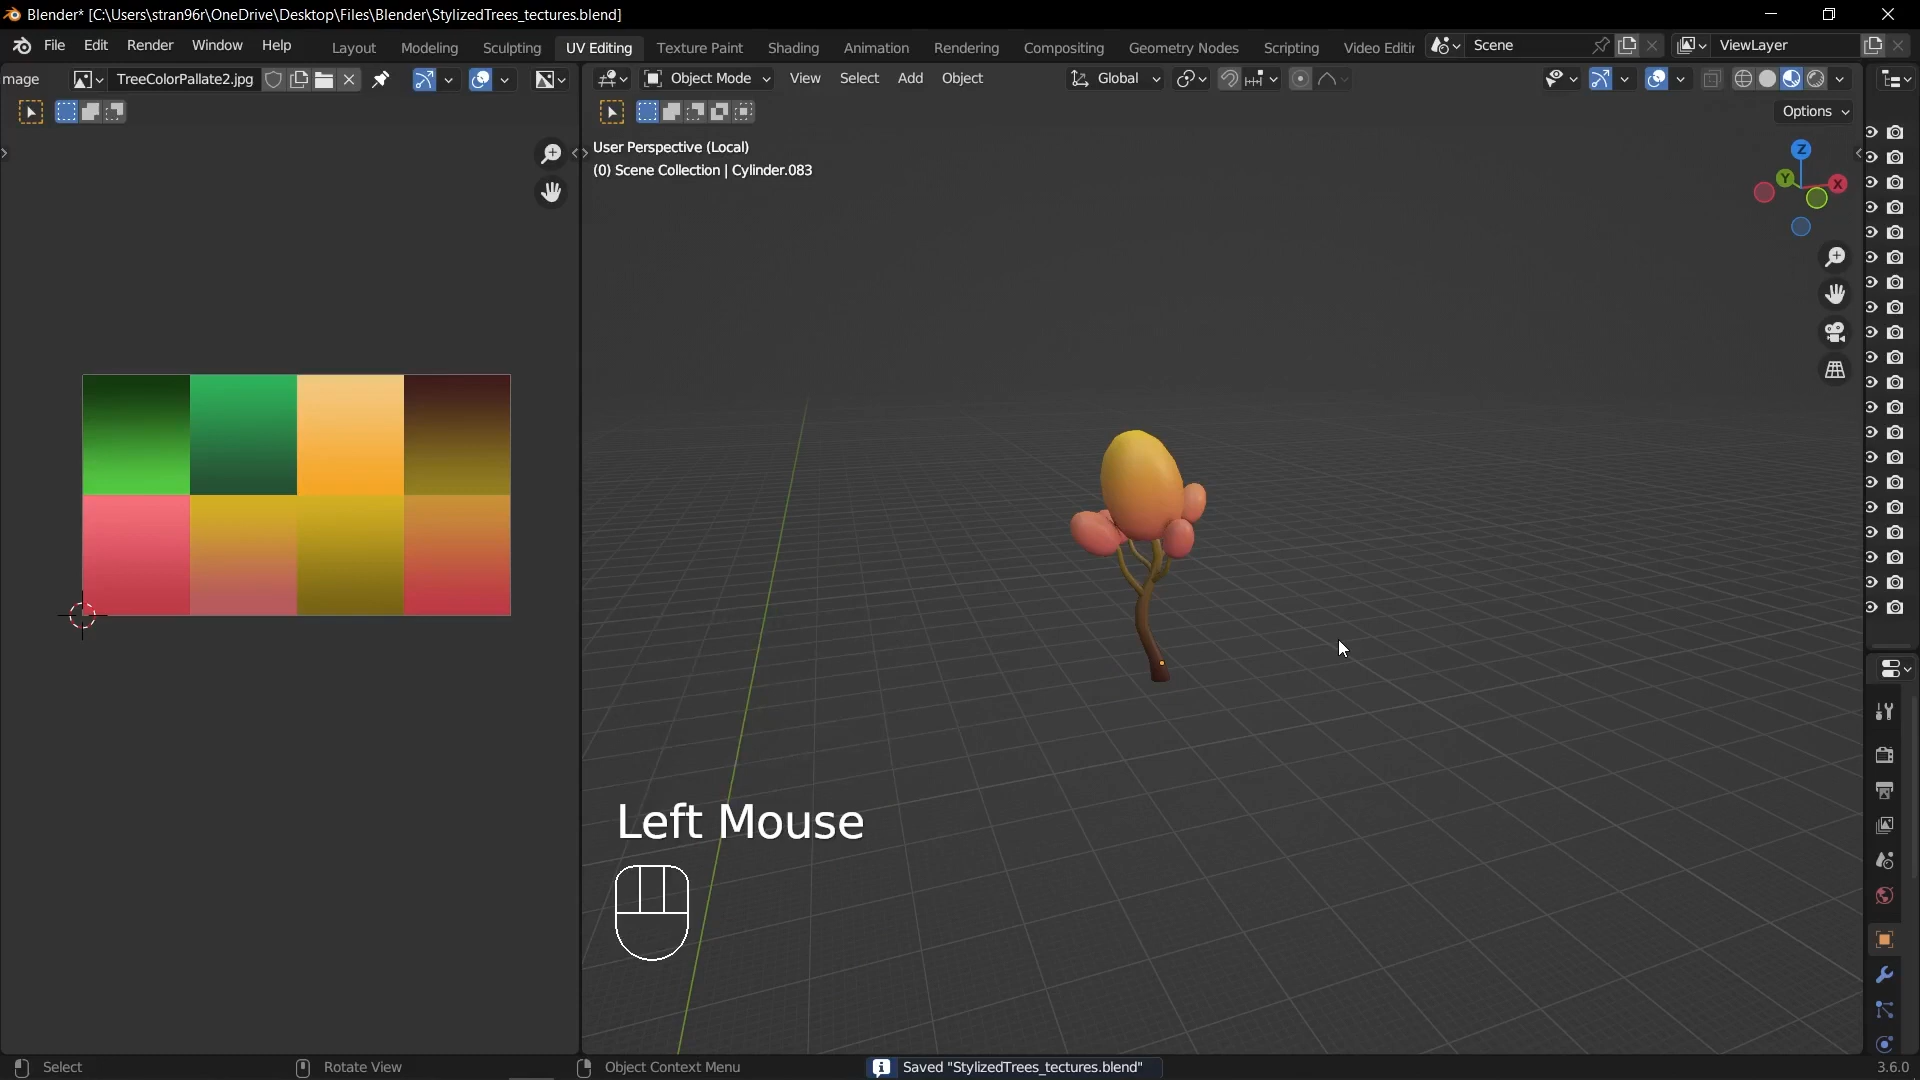 Blender* [C:\Users\stran96r\OneDrive\Desktop\Files\Blender\StylizedTrees_tectures.blend]
File Edit Render Window Help Layout Modeling Sculpting UV Editing Texture Paint Shading Animation Rendering Compositing Geometry Nodes Scripting Video Editir Scene ViewLayer
mage TreeColorPallate2.jpg Object Mode View Select Add Object Global
Options
User Perspective (Local)
(0) Scene Collection | Cylinder.083
Z
Y
X
Left Mouse
Select Rotate View Object Context Menu Saved "StylizedTrees_tectures.blend" 3.6.0